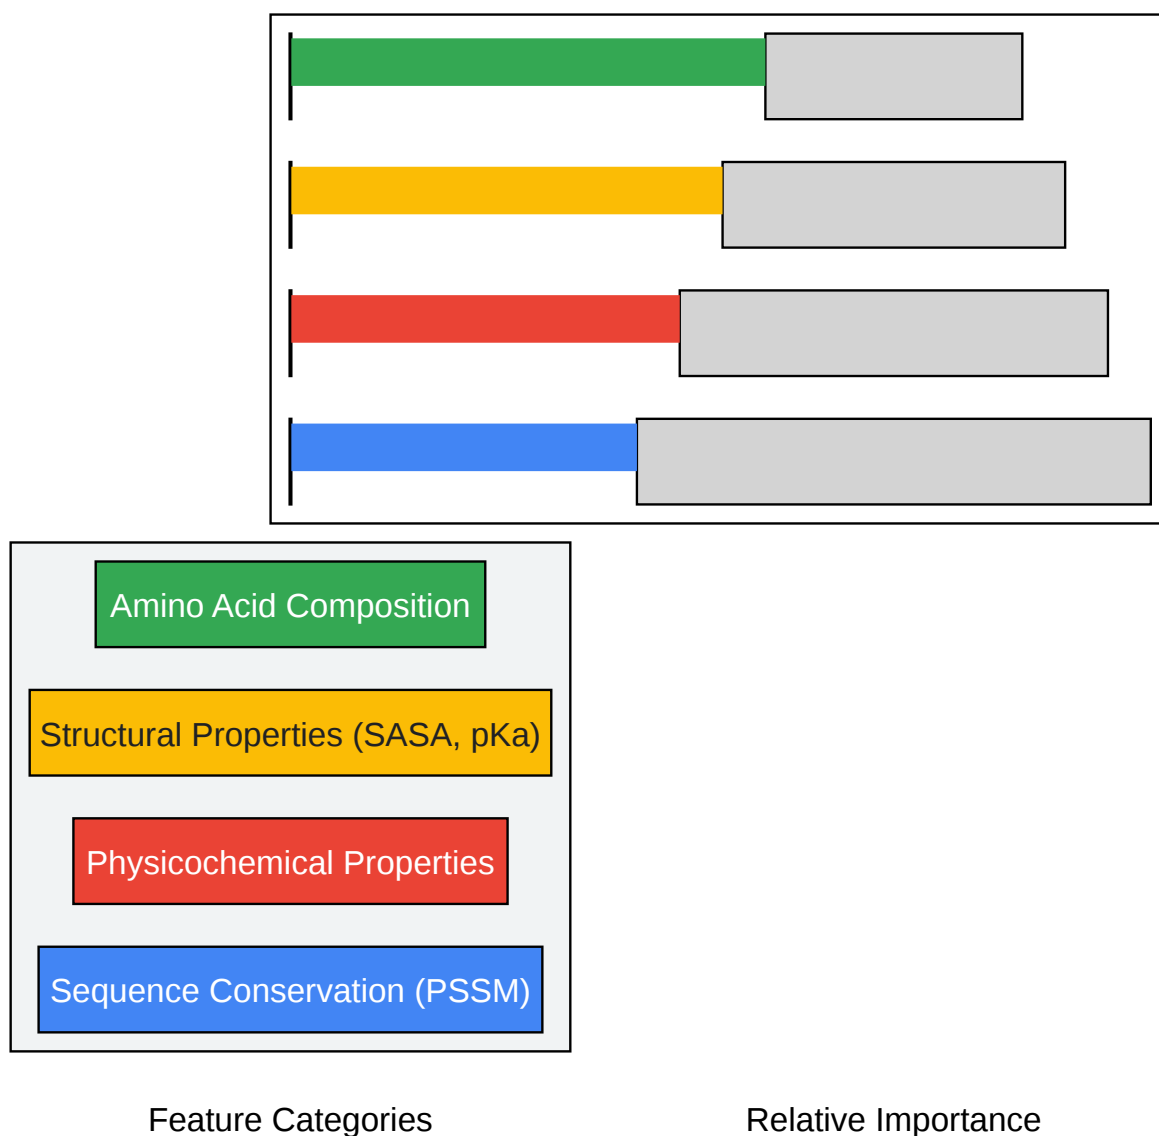 Amino Acid Composition
Structural Properties (SASA, pKa)
Physicochemical Properties
Sequence Conservation (PSSM)
Feature Categories
Relative Importance